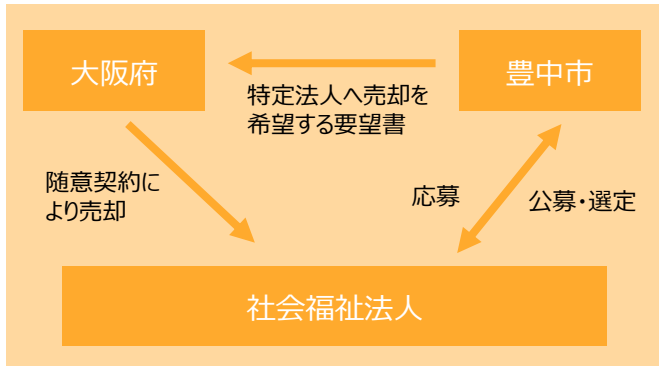 大阪府
豊中市
特定法人へ売却を
希望する要望書
随意契約に
より売却
応募
公募・選定
社会福祉法人